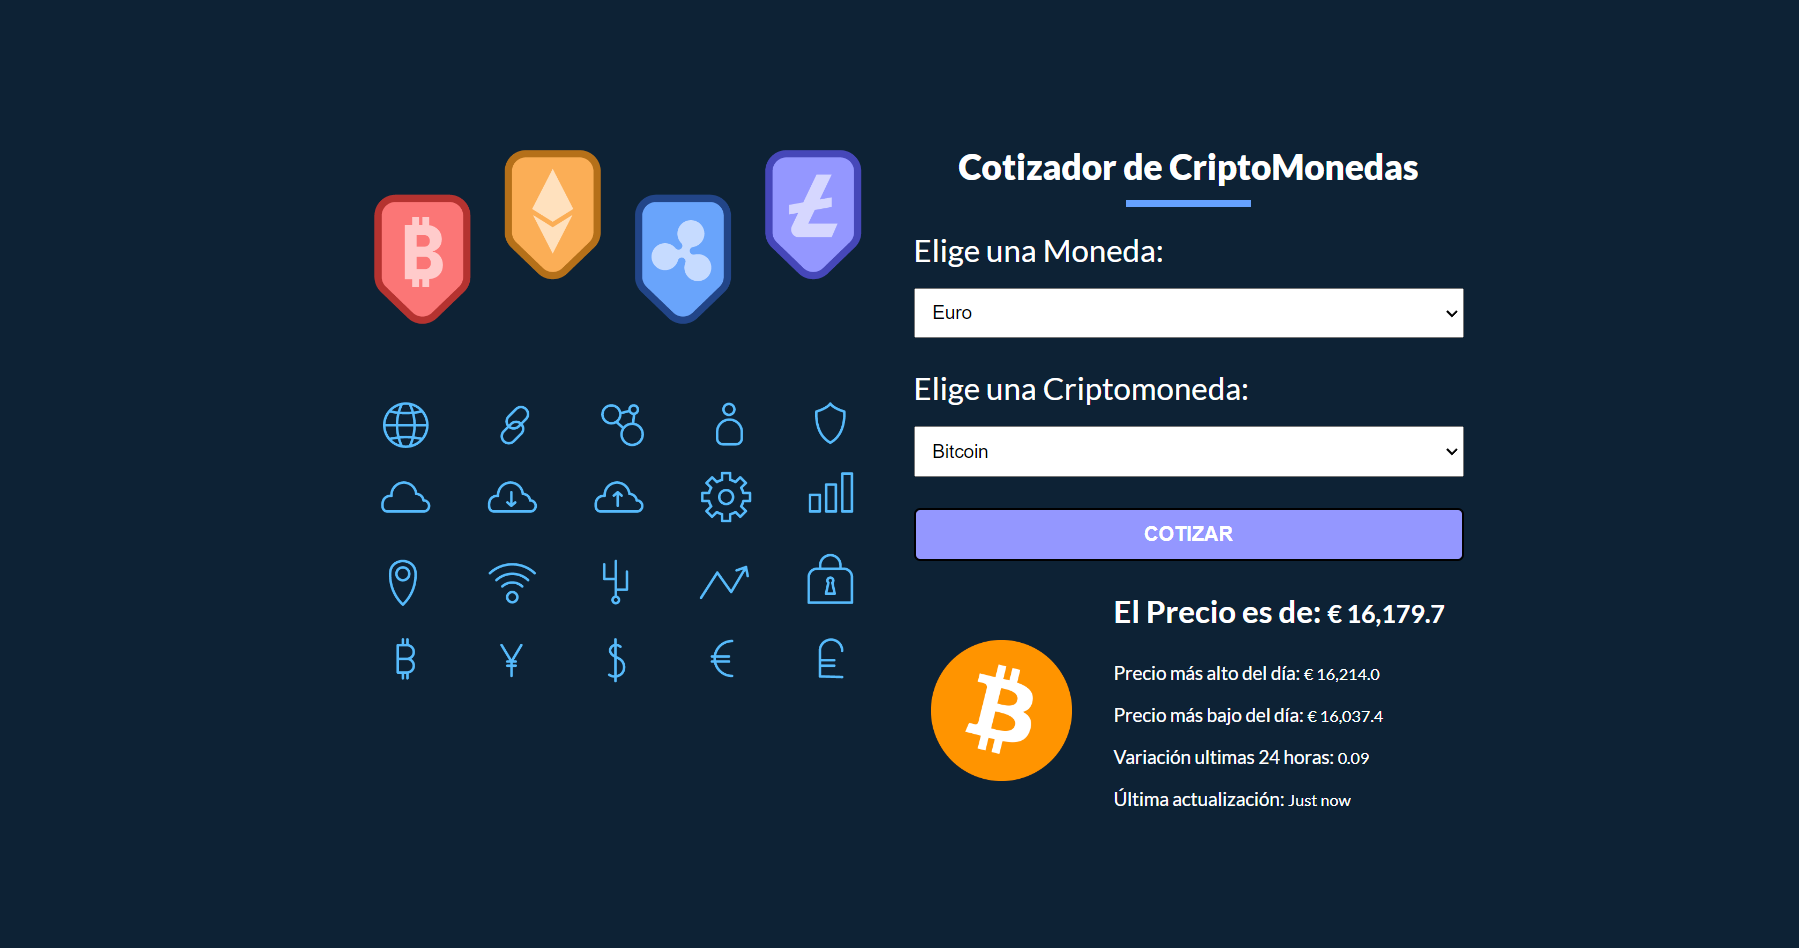 Cotizador de CriptoMonedas
Elige una Moneda:
Euro
Elige una Criptomoneda:
Bitcoin
COTIZAR
El Precio es de: € 16,179.7
Precio más alto del día: € 16,214.0
Precio más bajo del día: € 16,037.4
Variación ultimas 24 horas: 0.09
Última actualización: Just now